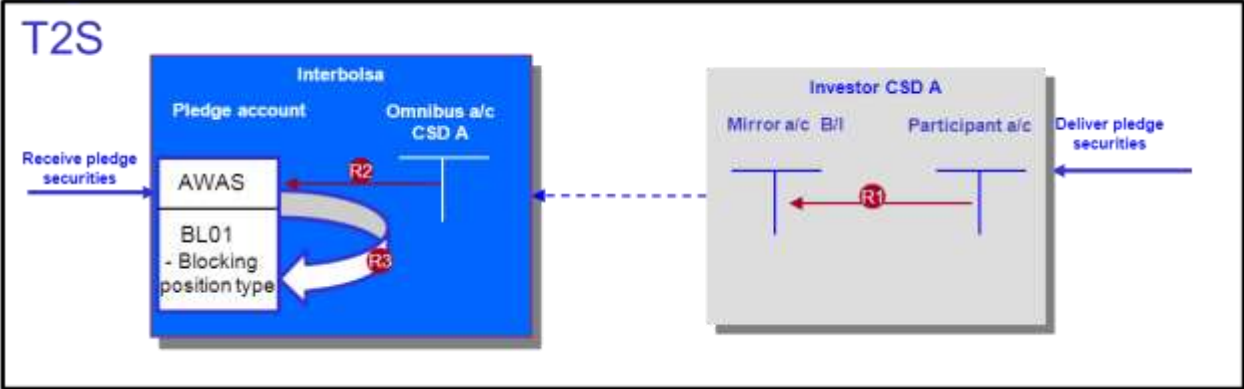 T2S
Interbolsa
Pledge account
Omnibus a/c
CSD A
Receive pledge
securities
AWAS
BL01
- Blocking
position type
R2
R3
Investor CSD A
Mirror a/c B/I
Participant a/c
R1
Deliver pledge
securities